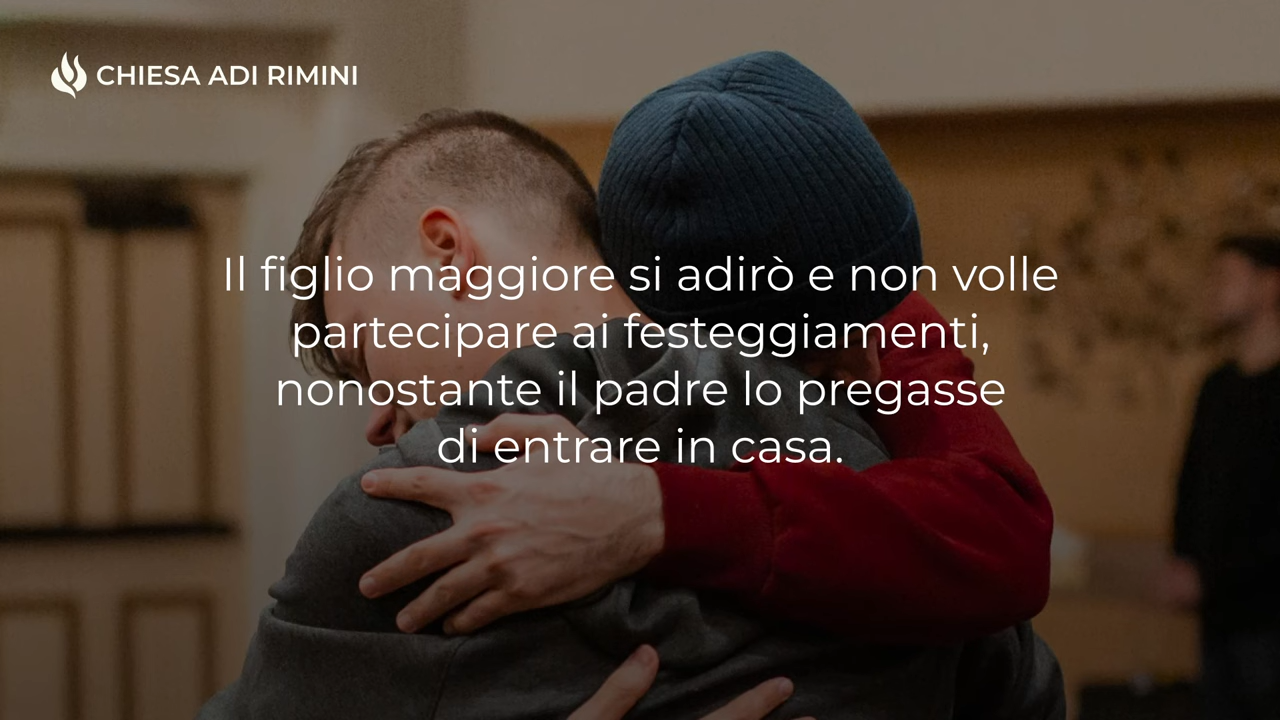 CHIESA ADI RIMINI
Il figlio maggiore si adirò e non volle
partecipare ai festeggiamenti,
nonostante il padre lo pregasse
di entrare in casa.